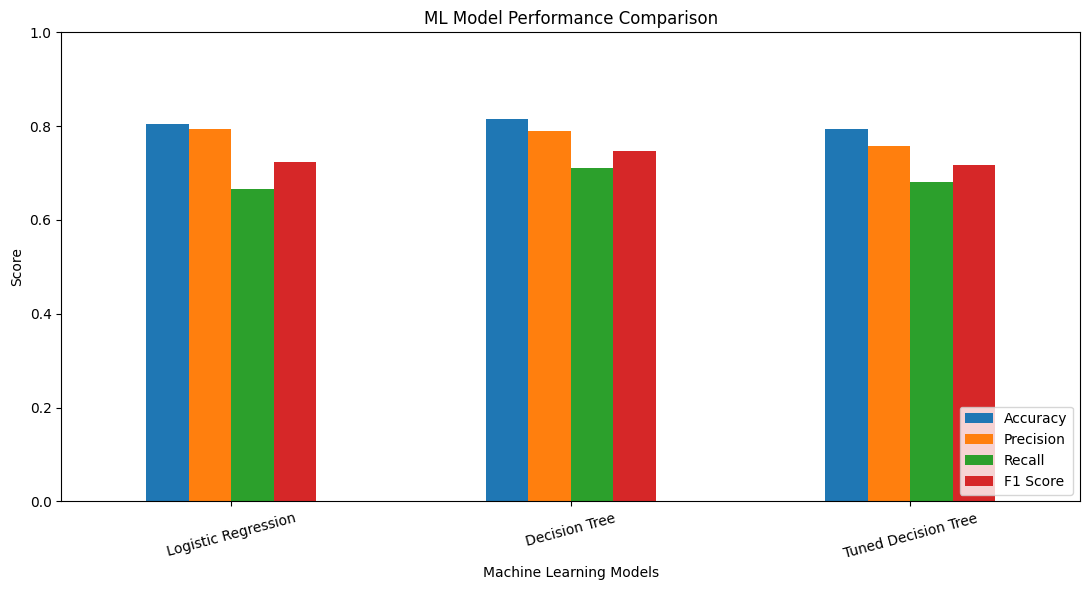 ML Model Performance Comparison
1.0
0.8
0.6
0.4
0.2
0.0
Score
Logistic Regression
Decision Tree
Tuned Decision Tree
Machine Learning Models
Accuracy
Precision
Recall
F1 Score